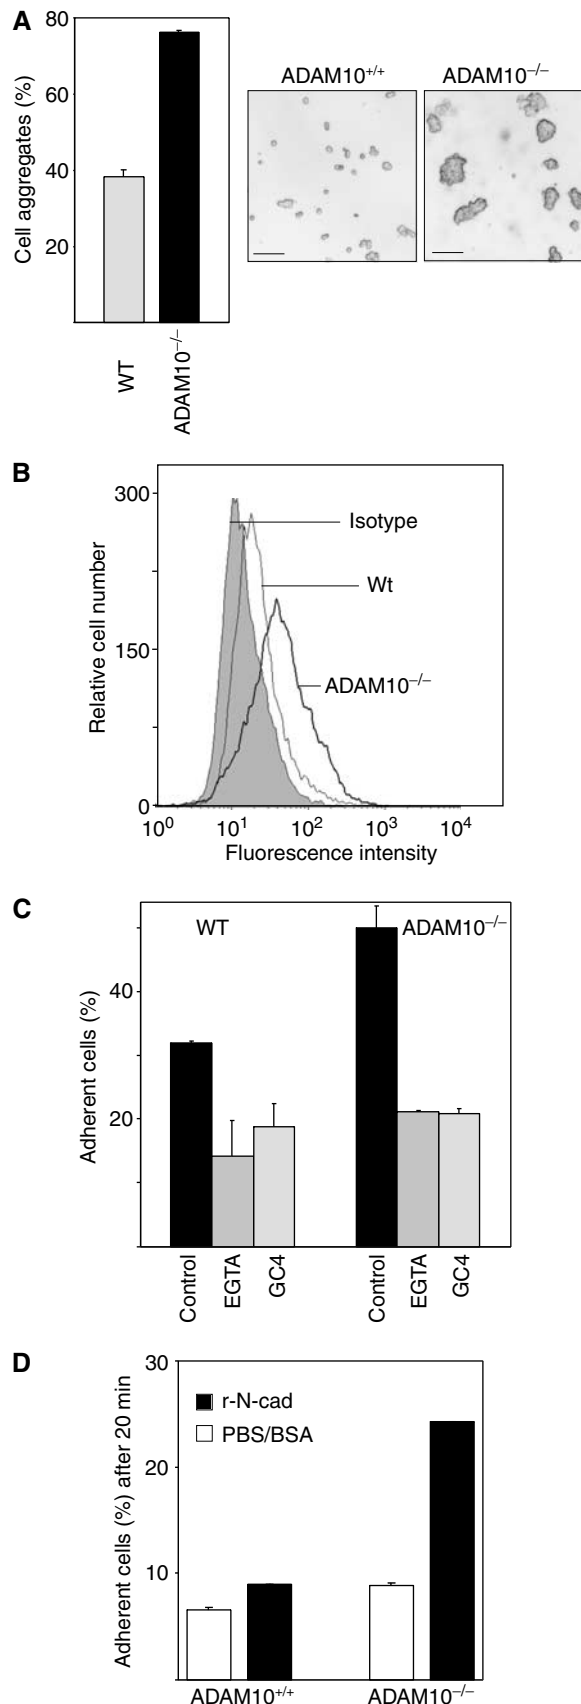 A
80
60
40
20
Cell aggregates (%)
WT
ADAM10–/–
ADAM10+/+
ADAM10–/–
B
300
150
0
Relative cell number
Isotype
Wt
ADAM10–/–
100 101 102 103 104
Fluorescence intensity
C
WT
ADAM10–/–
40
20
Adherent cells (%)
Control
EGTA
GC4
Control
EGTA
GC4
D
30
20
10
Adherent cells (%) after 20 min
r-N-cad
PBS/BSA
ADAM10+/+
ADAM10–/–